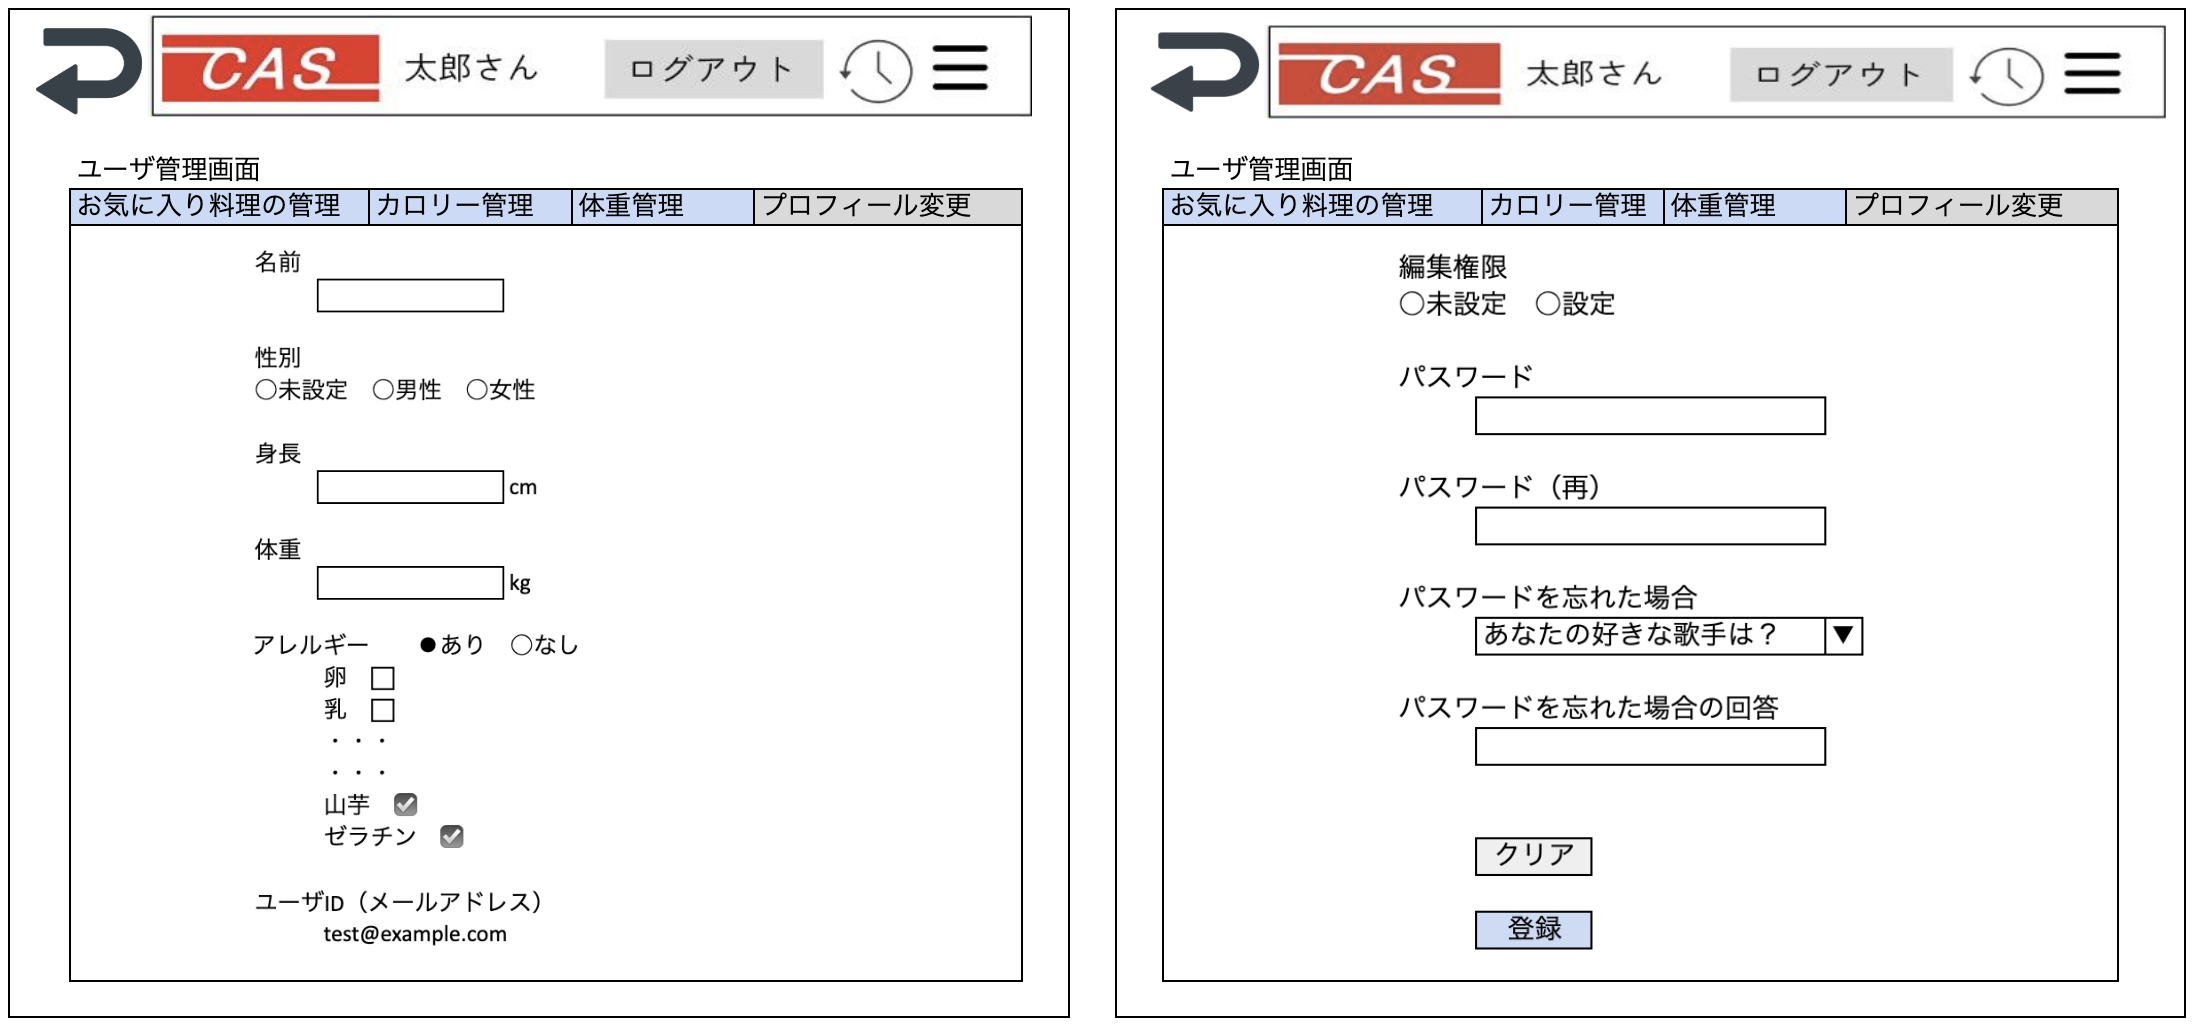 CAS 太郎さん ログアウト
ユーザ管理画面
お気に入り料理の管理 カロリー管理 体重管理 プロフィール変更
名前
性別
○未設定 ○男性 ○女性
身長
cm
体重
kg
アレルギー ●あり ○なし
卵
乳
・・・
・・・
山芋
ゼラチン
ユーザID（メールアドレス）
test@example.com
CAS 太郎さん ログアウト
ユーザ管理画面
お気に入り料理の管理 カロリー管理 体重管理 プロフィール変更
編集権限
○未設定 ○設定
パスワード
パスワード（再）
パスワードを忘れた場合
あなたの好きな歌手は？ ▼
パスワードを忘れた場合の回答
クリア
登録